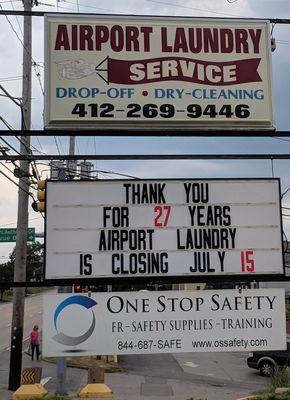 AIRPORT LAUNDRY
SERVICE
DROP-OFF • DRY-CLEANING
412-269-9446
THANK YOU
FOR 27 YEARS
AIRPORT LAUNDRY
IS CLOSING JULY 15
ONE STOP SAFETY
FR-SAFETY SUPPLIES-TRAINING
844-687-SAFE www.ossafety.com